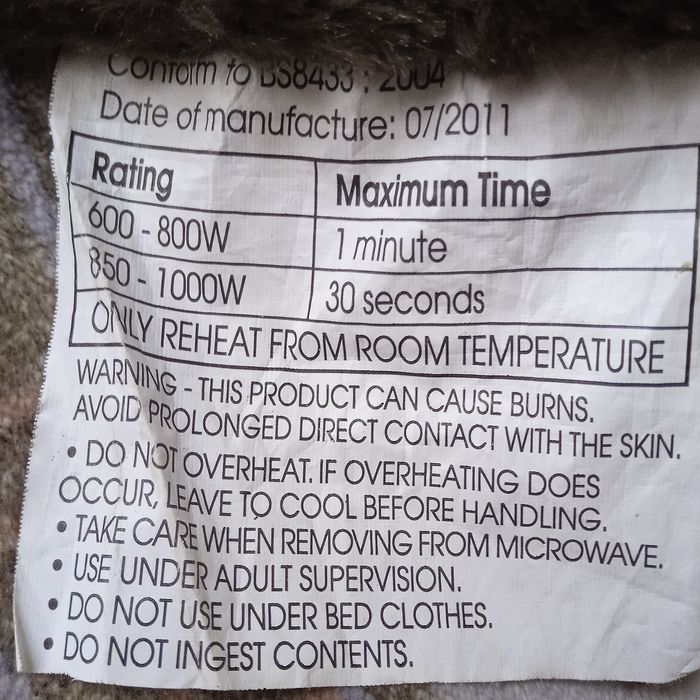 Conform to BS8433 : 2004
Date of manufacture: 07/2011
Rating Maximum Time
600 - 800W 1 minute
850 - 1000W 30 seconds
ONLY REHEAT FROM ROOM TEMPERATURE
WARNING - THIS PRODUCT CAN CAUSE BURNS.
AVOID PROLONGED DIRECT CONTACT WITH THE SKIN.
• DO NOT OVERHEAT. IF OVERHEATING DOES
OCCUR, LEAVE TO COOL BEFORE HANDLING.
• TAKE CARE WHEN REMOVING FROM MICROWAVE.
• USE UNDER ADULT SUPERVISION.
• DO NOT USE UNDER BED CLOTHES.
• DO NOT INGEST CONTENTS.